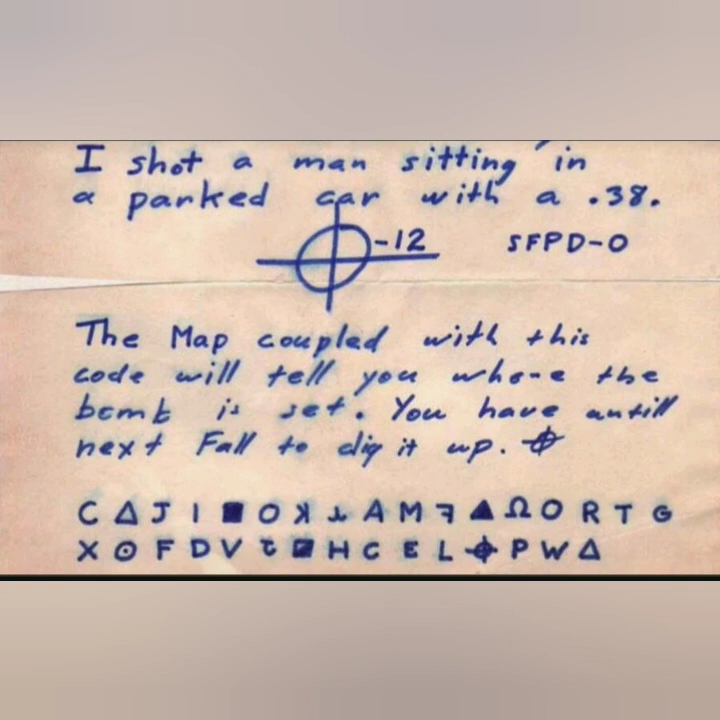 I shot a man sitting in
a parked car with a .38.
-12 SFPD-0
The Map coupled with this
code will tell you whe-e the
bomb is set. You have untill
next Fall to dig it up. ⌖
C Δ J I ■ O ꓘ ⅄ A M ꟻ ▲ Ω O R T G
X ⊙ F D V Ɛ ◪ H C E L ⌖ P W Δ